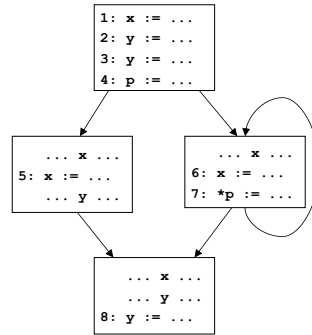 1: x := ...
2: y := ...
3: y := ...
4: p := ...
... x ...
5: x := ...
... y ...
... x ...
6: x := ...
7: *p := ...
... x ...
... y ...
8: y := ...